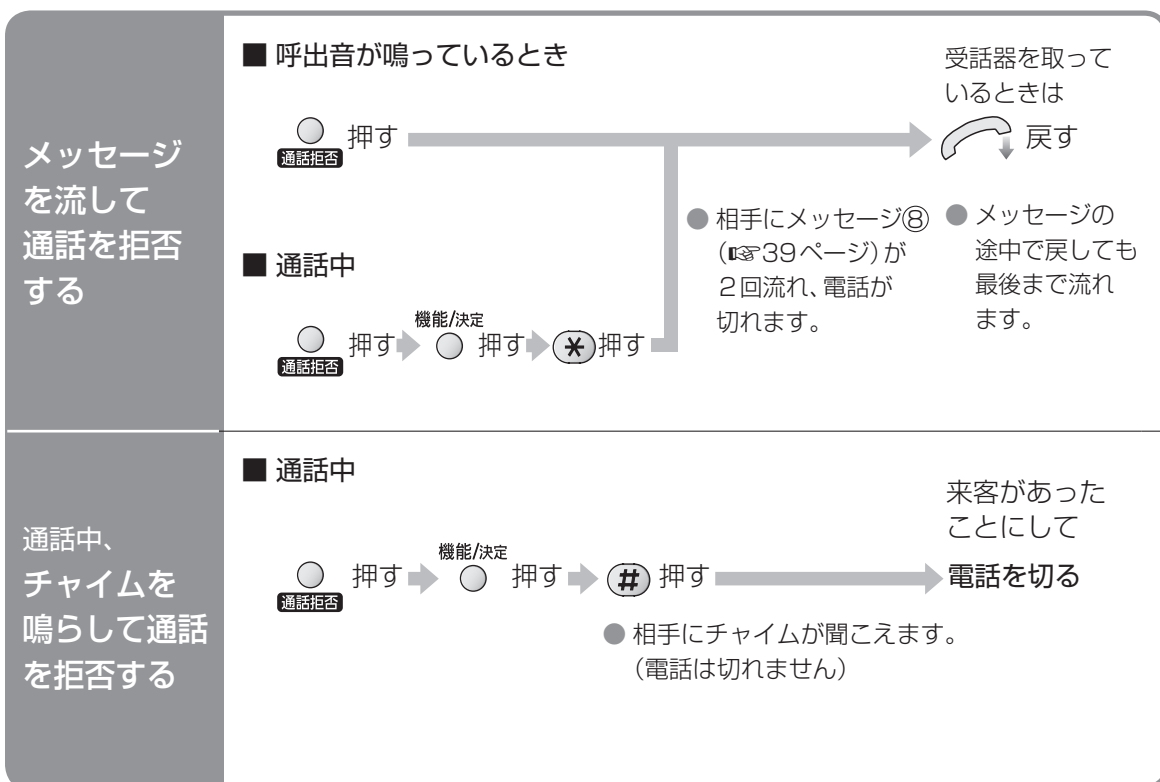 メッセージ
を流して
通話を拒否
する
■ 呼出音が鳴っているとき
通話拒否 押す
受話器を取って
いるときは
戻す
■ 通話中
通話拒否 押す 機能/決定 押す * 押す
● 相手にメッセージ⑧
(☞39ページ)が
2回流れ、電話が
切れます。
● メッセージの
途中で戻しても
最後まで流れ
ます。
通話中、
チャイムを
鳴らして通話
を拒否する
■ 通話中
通話拒否 押す 機能/決定 押す # 押す
● 相手にチャイムが聞こえます。
(電話は切れません)
来客があった
ことにして
電話を切る